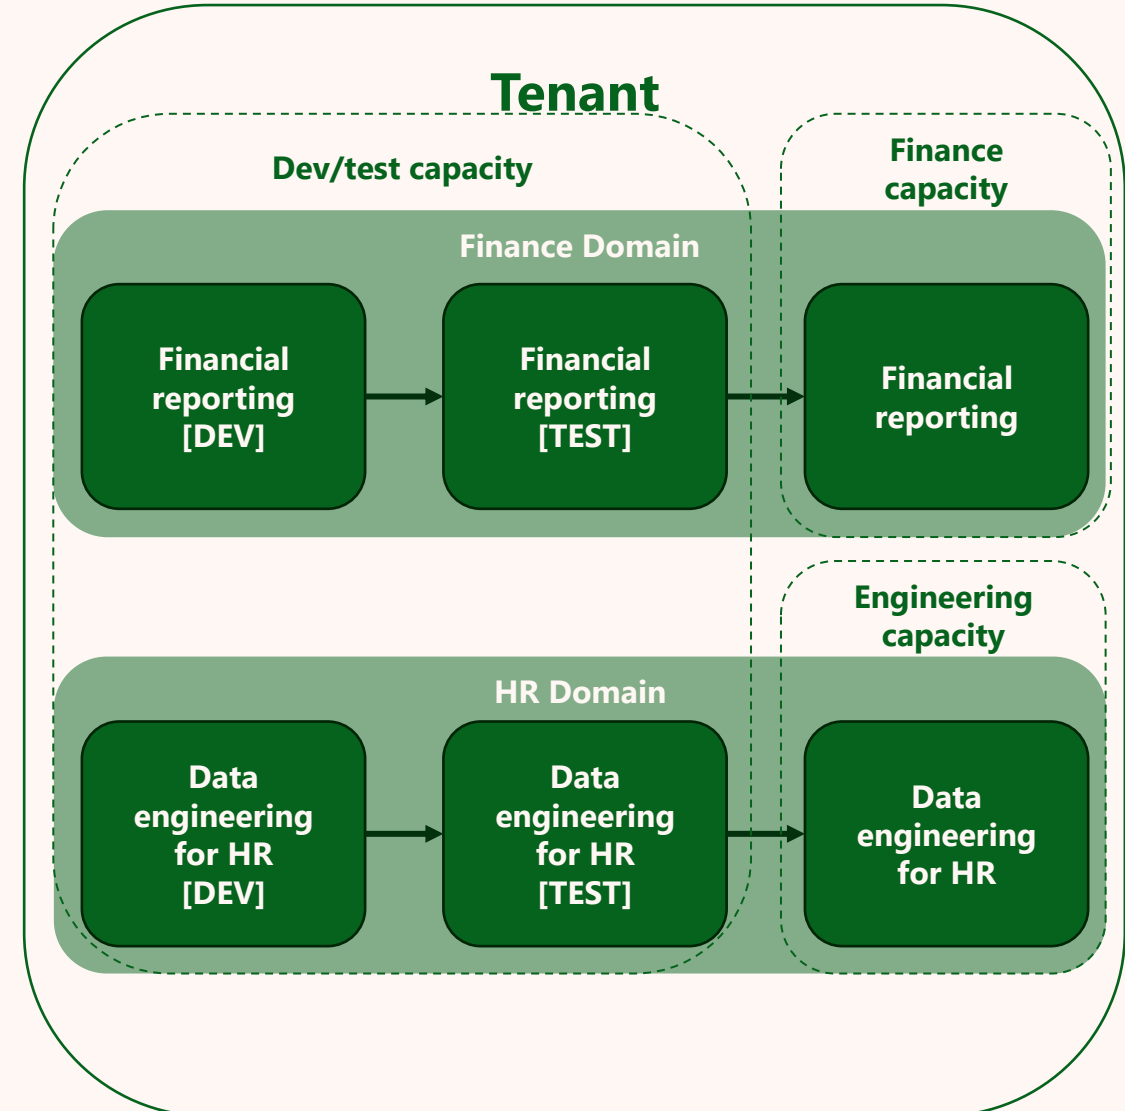 Tenant
Dev/test capacity
Finance
capacity
Finance Domain
Financial
reporting
[DEV]
Financial
reporting
[TEST]
Financial
reporting
Engineering
capacity
HR Domain
Data
engineering
for HR
[DEV]
Data
engineering
for HR
[TEST]
Data
engineering
for HR